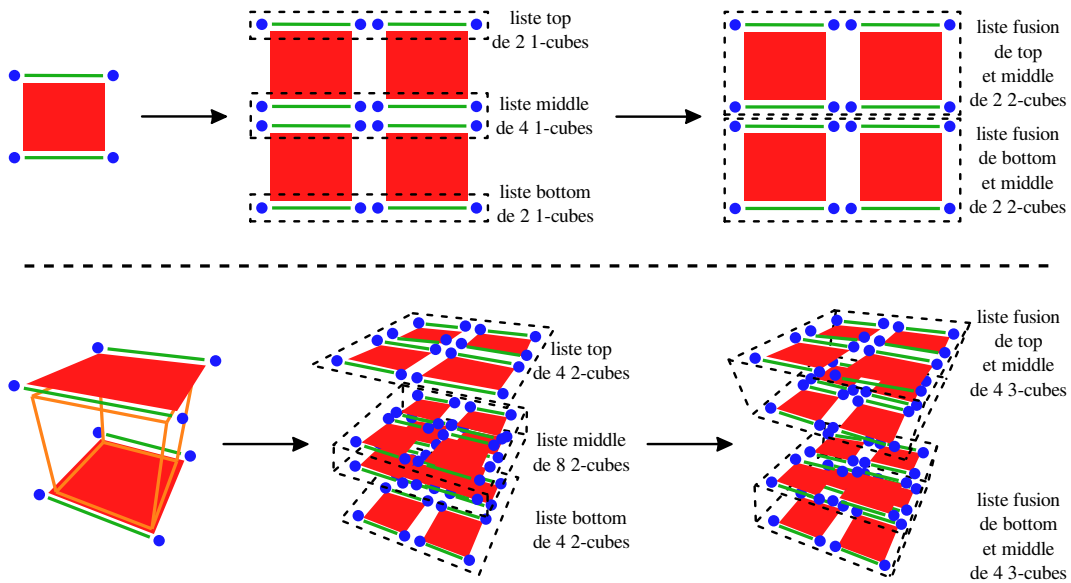 liste top
de 2 1-cubes
liste middle
de 4 1-cubes
liste bottom
de 2 1-cubes
liste fusion
de top
et middle
de 2 2-cubes
liste fusion
de bottom
et middle
de 2 2-cubes
liste top
de 4 2-cubes
liste middle
de 8 2-cubes
liste bottom
de 4 2-cubes
liste fusion
de top
et middle
de 4 3-cubes
liste fusion
de bottom
et middle
de 4 3-cubes